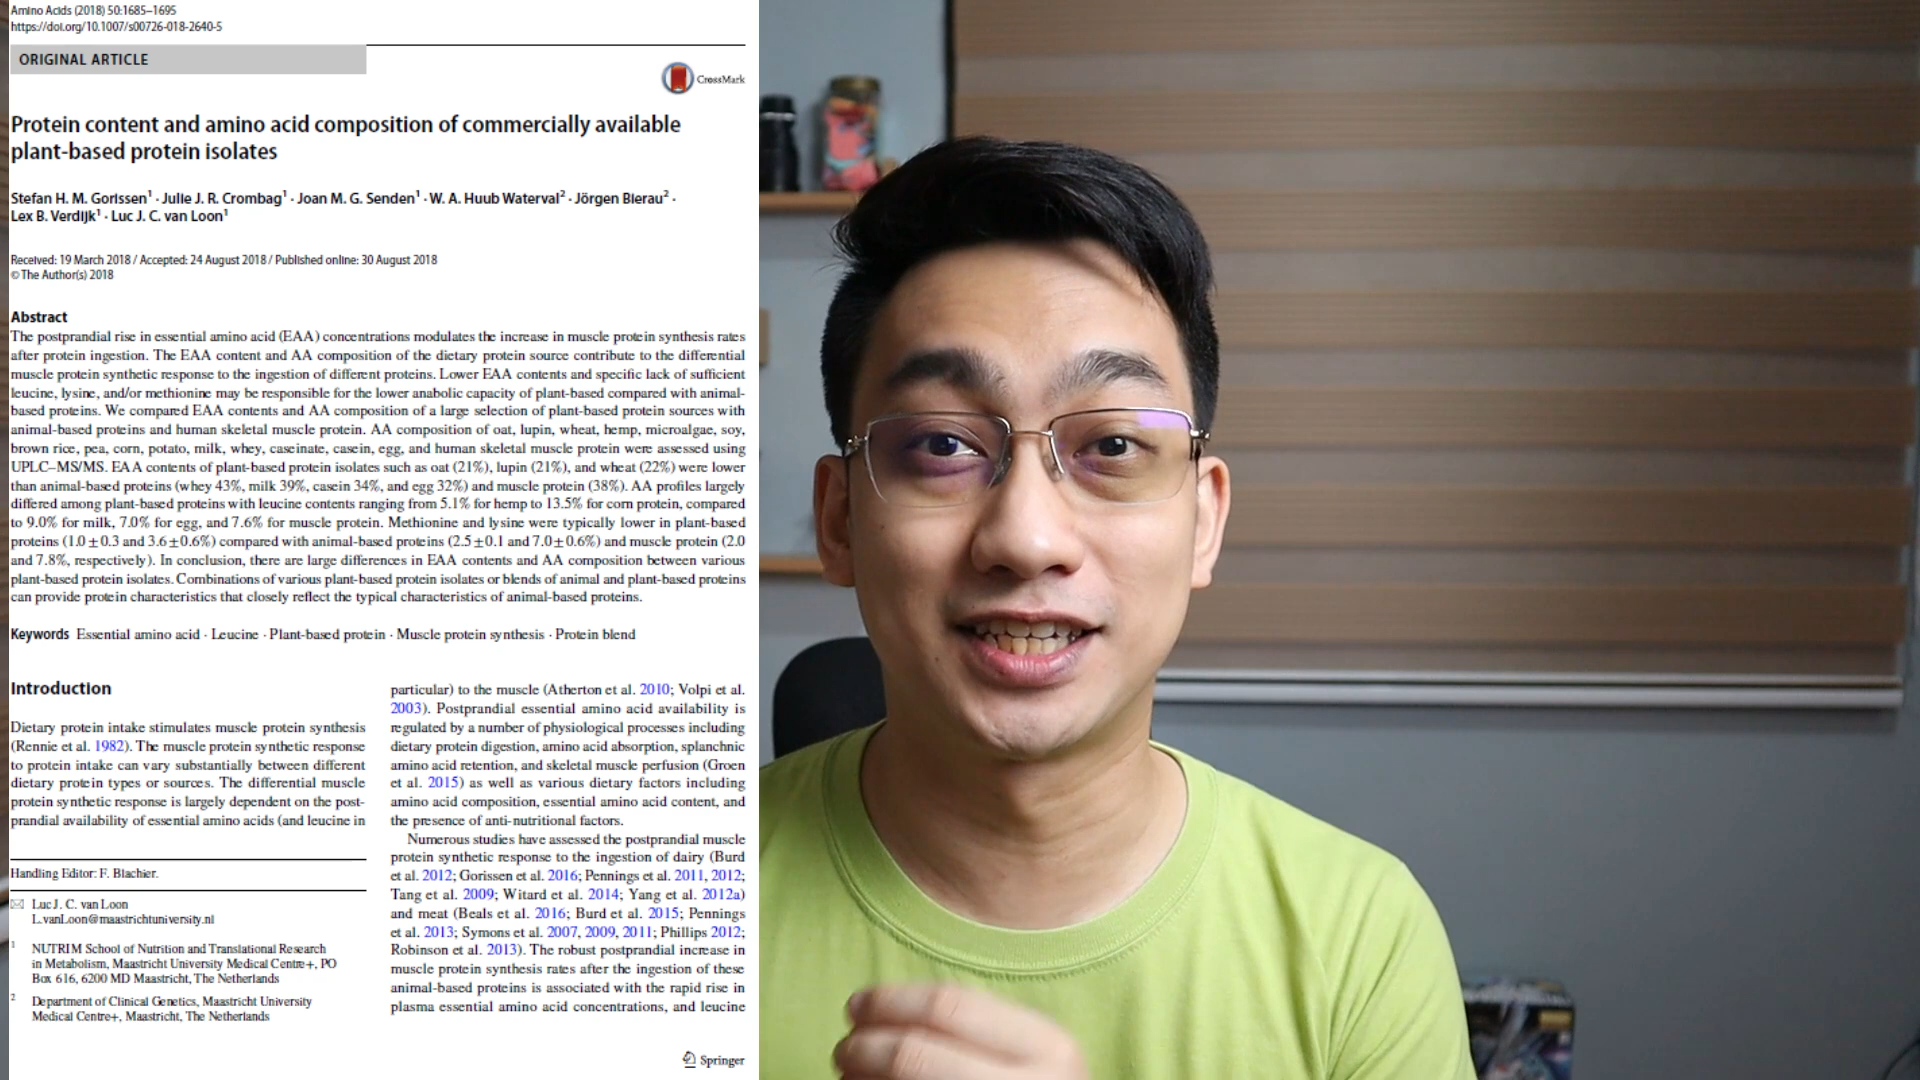 Amino Acids (2018) 50:1685–1695
https://doi.org/10.1007/s00726-018-2640-5
ORIGINAL ARTICLE
CrossMark
Protein content and amino acid composition of commercially available
plant-based protein isolates
Stefan H. M. Gorissen1 · Julie J. R. Crombag1 · Joan M. G. Senden1 · W. A. Huub Waterval2 · Jörgen Bierau2 ·
Lex B. Verdijk1 · Luc J. C. van Loon1
Received: 19 March 2018 / Accepted: 24 August 2018 / Published online: 30 August 2018
© The Author(s) 2018
Abstract
The postprandial rise in essential amino acid (EAA) concentrations modulates the increase in muscle protein synthesis rates
after protein ingestion. The EAA content and AA composition of the dietary protein source contribute to the differential
muscle protein synthetic response to the ingestion of different proteins. Lower EAA contents and specific lack of sufficient
leucine, lysine, and/or methionine may be responsible for the lower anabolic capacity of plant-based compared with animal-
based proteins. We compared EAA contents and AA composition of a large selection of plant-based protein sources with
animal-based proteins and human skeletal muscle protein. AA composition of oat, lupin, wheat, hemp, microalgae, soy,
brown rice, pea, corn, potato, milk, whey, caseinate, casein, egg, and human skeletal muscle protein were assessed using
UPLC–MS/MS. EAA contents of plant-based protein isolates such as oat (21%), lupin (21%), and wheat (22%) were lower
than animal-based proteins (whey 43%, milk 39%, casein 34%, and egg 32%) and muscle protein (38%). AA profiles largely
differed among plant-based proteins with leucine contents ranging from 5.1% for hemp to 13.5% for corn protein, compared
to 9.0% for milk, 7.0% for egg, and 7.6% for muscle protein. Methionine and lysine were typically lower in plant-based
proteins (1.0±0.3 and 3.6±0.6%) compared with animal-based proteins (2.5±0.1 and 7.0±0.6%) and muscle protein (2.0
and 7.8%, respectively). In conclusion, there are large differences in EAA contents and AA composition between various
plant-based protein isolates. Combinations of various plant-based protein isolates or blends of animal and plant-based proteins
can provide protein characteristics that closely reflect the typical characteristics of animal-based proteins.
Keywords Essential amino acid · Leucine · Plant-based protein · Muscle protein synthesis · Protein blend
Introduction
Dietary protein intake stimulates muscle protein synthesis
(Rennie et al. 1982). The muscle protein synthetic response
to protein intake can vary substantially between different
dietary protein types or sources. The differential muscle
protein synthetic response is largely dependent on the post-
prandial availability of essential amino acids (and leucine in
Handling Editor: F. Blachier.
Luc J. C. van Loon
L.vanLoon@maastrichtuniversity.nl
1 NUTRIM School of Nutrition and Translational Research
in Metabolism, Maastricht University Medical Centre+, PO
Box 616, 6200 MD Maastricht, The Netherlands
2 Department of Clinical Genetics, Maastricht University
Medical Centre+, Maastricht, The Netherlands
particular) to the muscle (Atherton et al. 2010; Volpi et al.
2003). Postprandial essential amino acid availability is
regulated by a number of physiological processes including
dietary protein digestion, amino acid absorption, splanchnic
amino acid retention, and skeletal muscle perfusion (Groen
et al. 2015) as well as various dietary factors including
amino acid composition, essential amino acid content, and
the presence of anti-nutritional factors.
Numerous studies have assessed the postprandial muscle
protein synthetic response to the ingestion of dairy (Burd
et al. 2012; Gorissen et al. 2016; Pennings et al. 2011, 2012;
Tang et al. 2009; Witard et al. 2014; Yang et al. 2012a)
and meat (Beals et al. 2016; Burd et al. 2015; Pennings
et al. 2013; Symons et al. 2007, 2009, 2011; Phillips 2012;
Robinson et al. 2013). The robust postprandial increase in
muscle protein synthesis rates after the ingestion of these
animal-based proteins is associated with the rapid rise in
plasma essential amino acid concentrations, and leucine
Springer